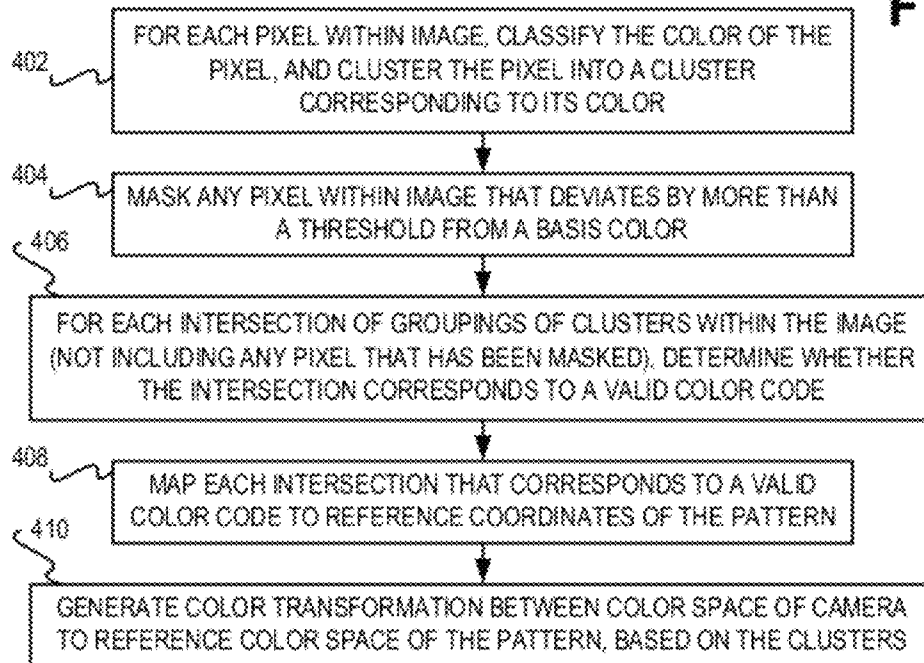 F
402
FOR EACH PIXEL WITHIN IMAGE, CLASSIFY THE COLOR OF THE
PIXEL, AND CLUSTER THE PIXEL INTO A CLUSTER
CORRESPONDING TO ITS COLOR
404
MASK ANY PIXEL WITHIN IMAGE THAT DEVIATES BY MORE THAN
A THRESHOLD FROM A BASIS COLOR
406
FOR EACH INTERSECTION OF GROUPINGS OF CLUSTERS WITHIN THE IMAGE
(NOT INCLUDING ANY PIXEL THAT HAS BEEN MASKED), DETERMINE WHETHER
THE INTERSECTION CORRESPONDS TO A VALID COLOR CODE
408
MAP EACH INTERSECTION THAT CORRESPONDS TO A VALID
COLOR CODE TO REFERENCE COORDINATES OF THE PATTERN
410
GENERATE COLOR TRANSFORMATION BETWEEN COLOR SPACE OF CAMERA
TO REFERENCE COLOR SPACE OF THE PATTERN, BASED ON THE CLUSTERS